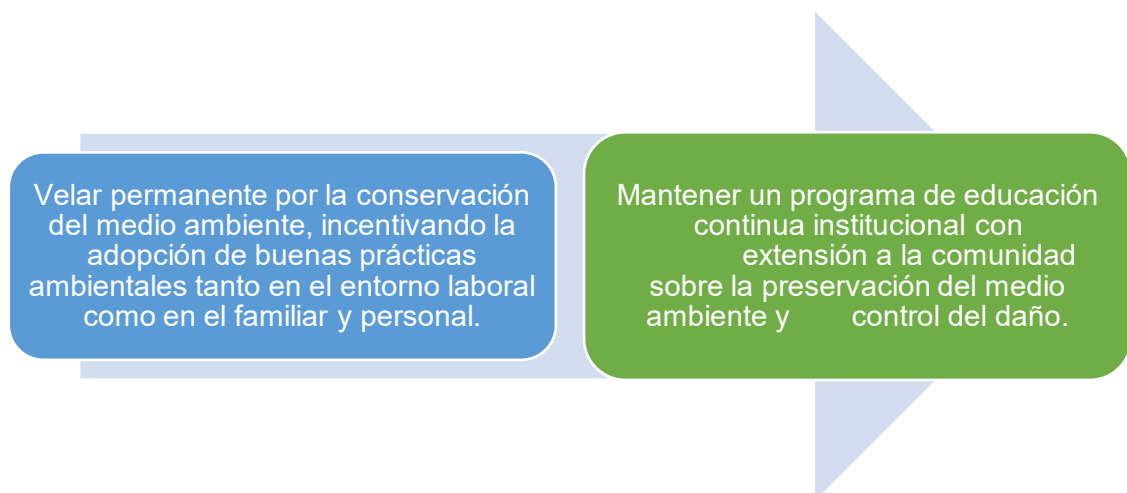 Velar permanente por la conservación
del medio ambiente, incentivando la
adopción de buenas prácticas
ambientales tanto en el entorno laboral
como en el familiar y personal.
Mantener un programa de educación
continua institucional con
extensión a la comunidad
sobre la preservación del medio
ambiente y control del daño.